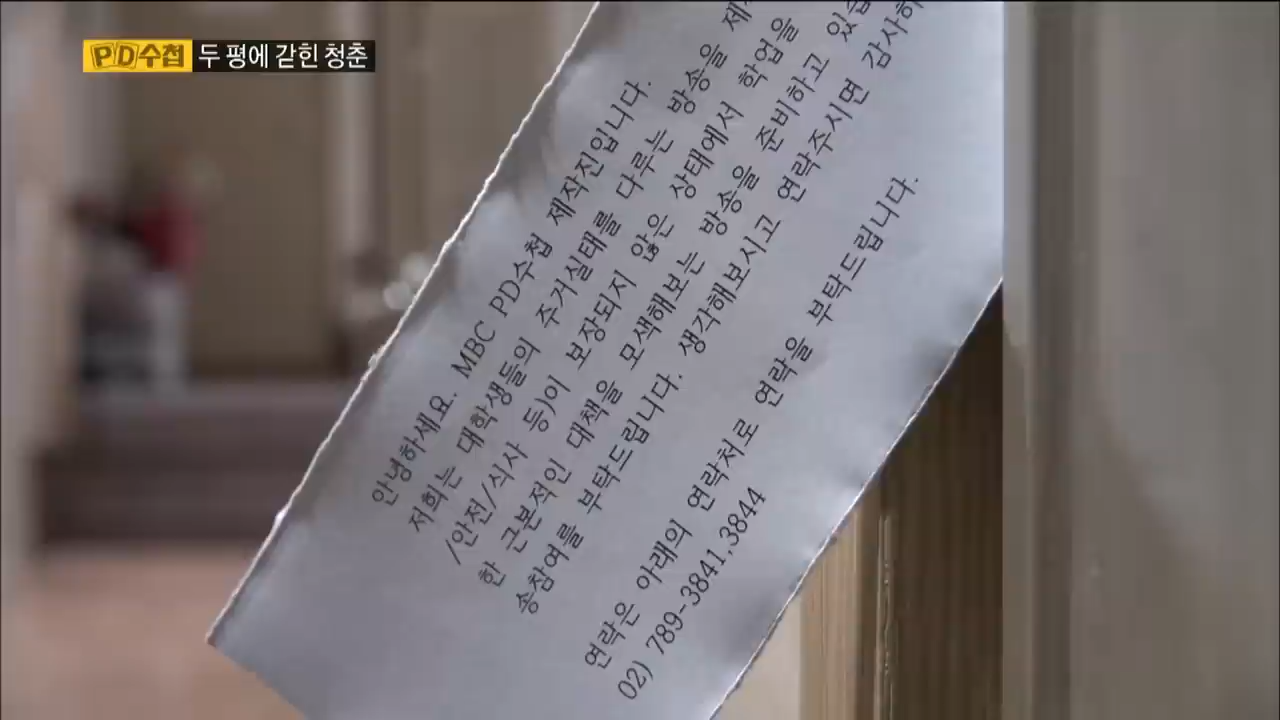 PD수첩 두 평에 갇힌 청춘
안녕하세요. MBC PD수첩 제작진입니다.
저희는 대학생들의 주거실태를 다루는 방송을
/안전/식사 등)이 보장되지 않은 상태에서 학업을
한 근본적인 대책을 모색해보는 방송을 준비하고
송참여를 부탁드립니다. 생각해보시고 연락주시면
연락은 아래의 연락처로 연락을 부탁드립니다.
02) 789-3841,3844